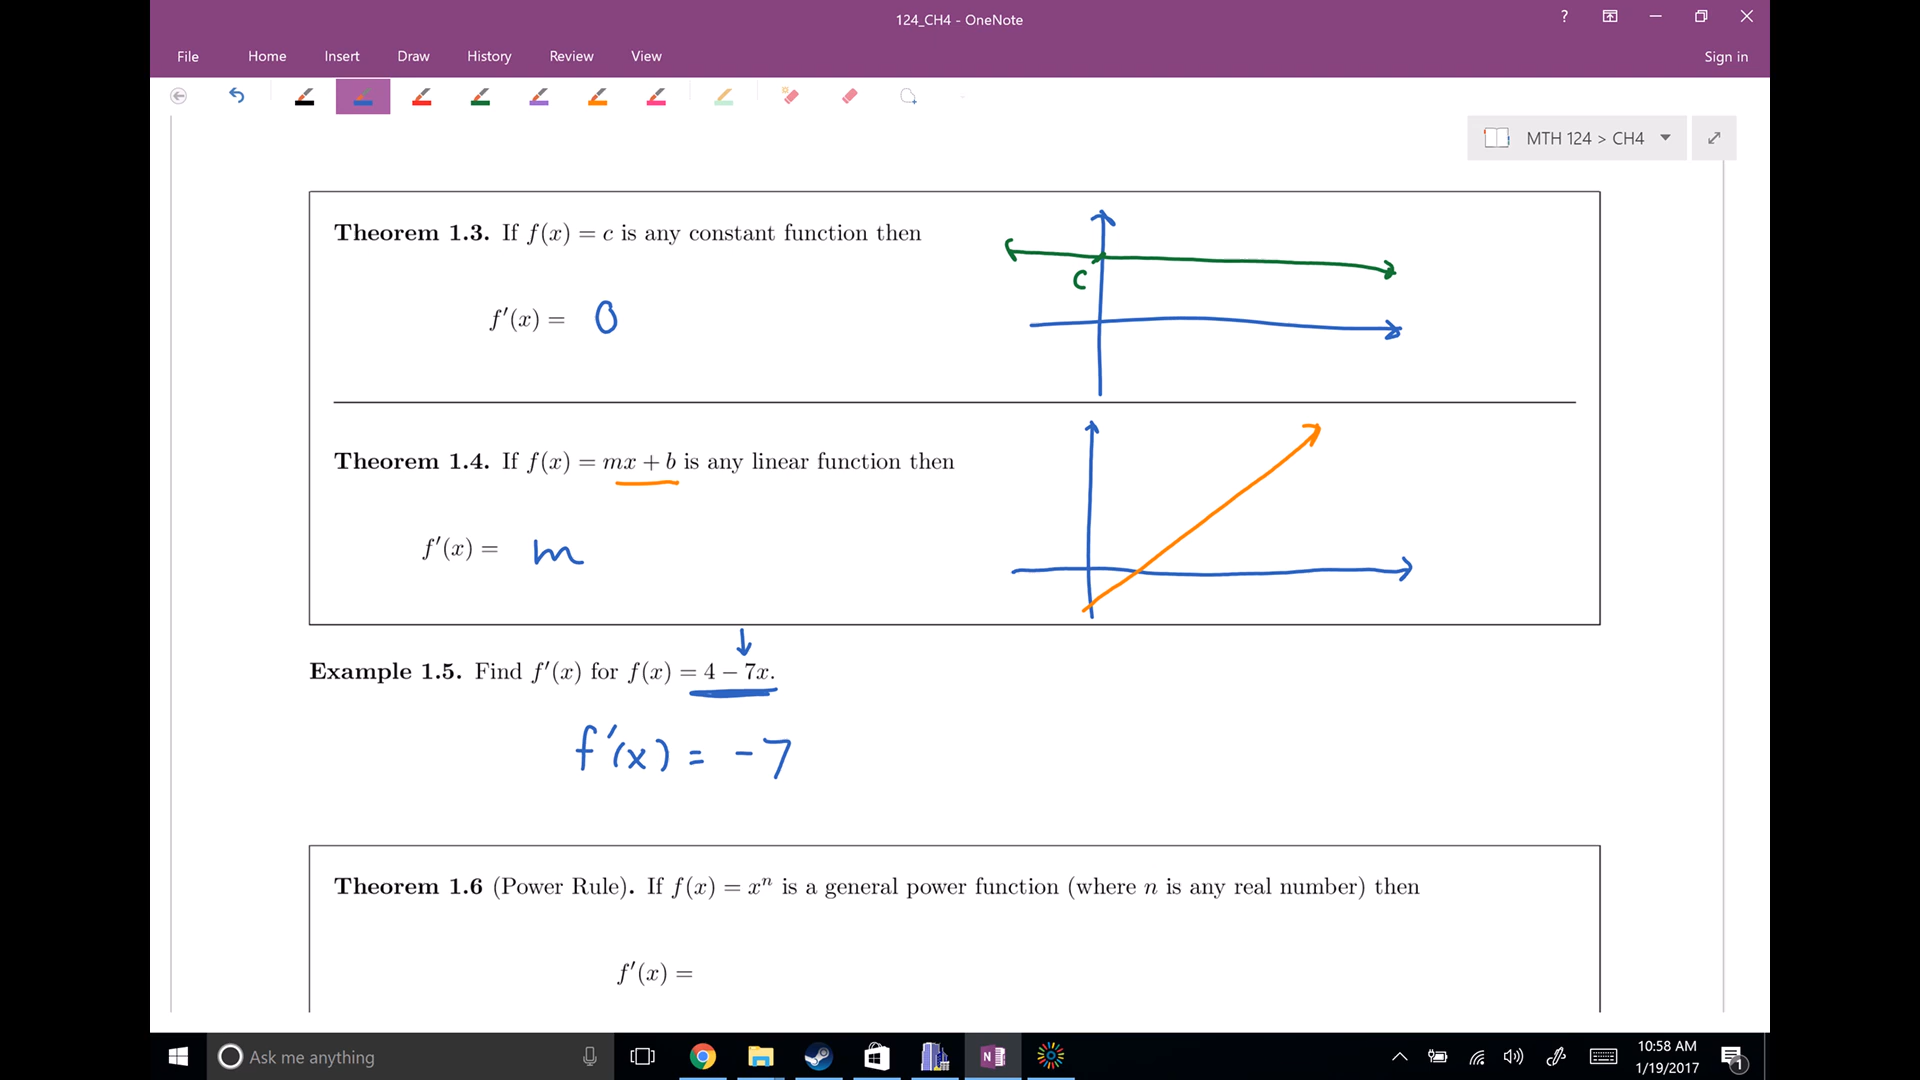 124_CH4 - OneNote
?
File Home Insert Draw History Review View Sign in
MTH 124 > CH4
Theorem 1.3. If f(x) = c is any constant function then
c
f′(x) = 0
Theorem 1.4. If f(x) = mx + b is any linear function then
f′(x) = m
Example 1.5. Find f′(x) for f(x) = 4 − 7x.
f′(x) = -7
Theorem 1.6 (Power Rule). If f(x) = xⁿ is a general power function (where n is any real number) then
f′(x) =
Ask me anything
N
10:58 AM
1/19/2017
1